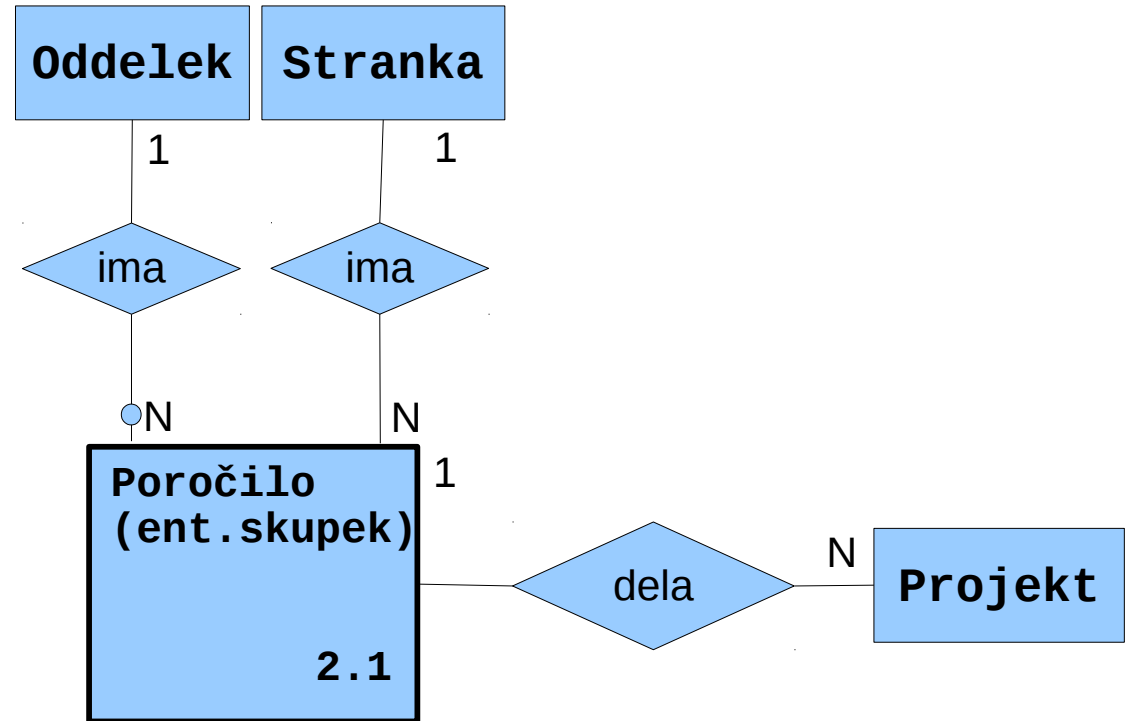 Oddelek
Stranka
1
1
ima
ima
N
N
Poročilo
(ent.skupek)
1
dela
N
Projekt
2.1